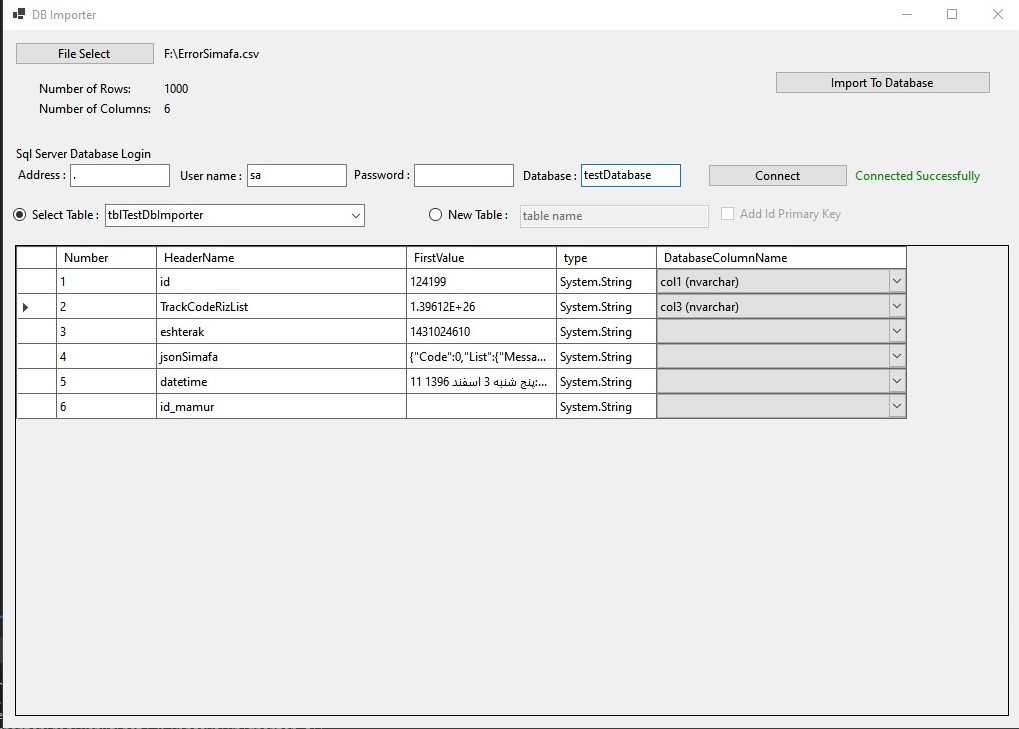 DB Importer
File Select F:\ErrorSimafa.csv
Number of Rows: 1000
Import To Database
Number of Columns: 6
Sql Server Database Login
Address : . User name : sa Password : Database : testDatabase Connect Connected Successfully
Select Table : tblTestDbImporter New Table : table name Add Id Primary Key
Number HeaderName FirstValue type DatabaseColumnName
1 id 124199 System.String col1 (nvarchar)
2 TrackCodeRizList 1.39612E+26 System.String col3 (nvarchar)
3 eshterak 1431024610 System.String
4 jsonSimafa {"Code":0,"List":{"Messa... System.String
5 datetime پنج شنبه 3 اسفند 1396 11:... System.String
6 id_mamur System.String